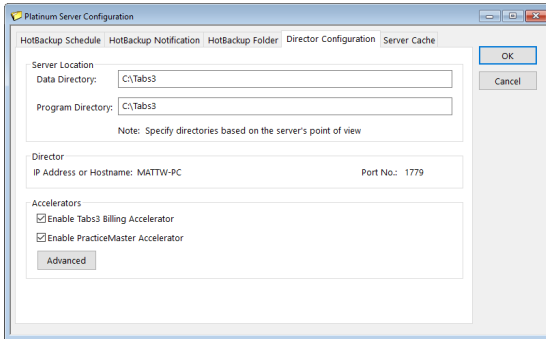 Platinum Server Configuration
HotBackup Schedule HotBackup Notification HotBackup Folder Director Configuration Server Cache
OK
Cancel
Server Location
Data Directory: C:\Tabs3
Program Directory: C:\Tabs3
Note: Specify directories based on the server's point of view
Director
IP Address or Hostname: MATTW-PC Port No.: 1779
Accelerators
Enable Tabs3 Billing Accelerator
Enable PracticeMaster Accelerator
Advanced